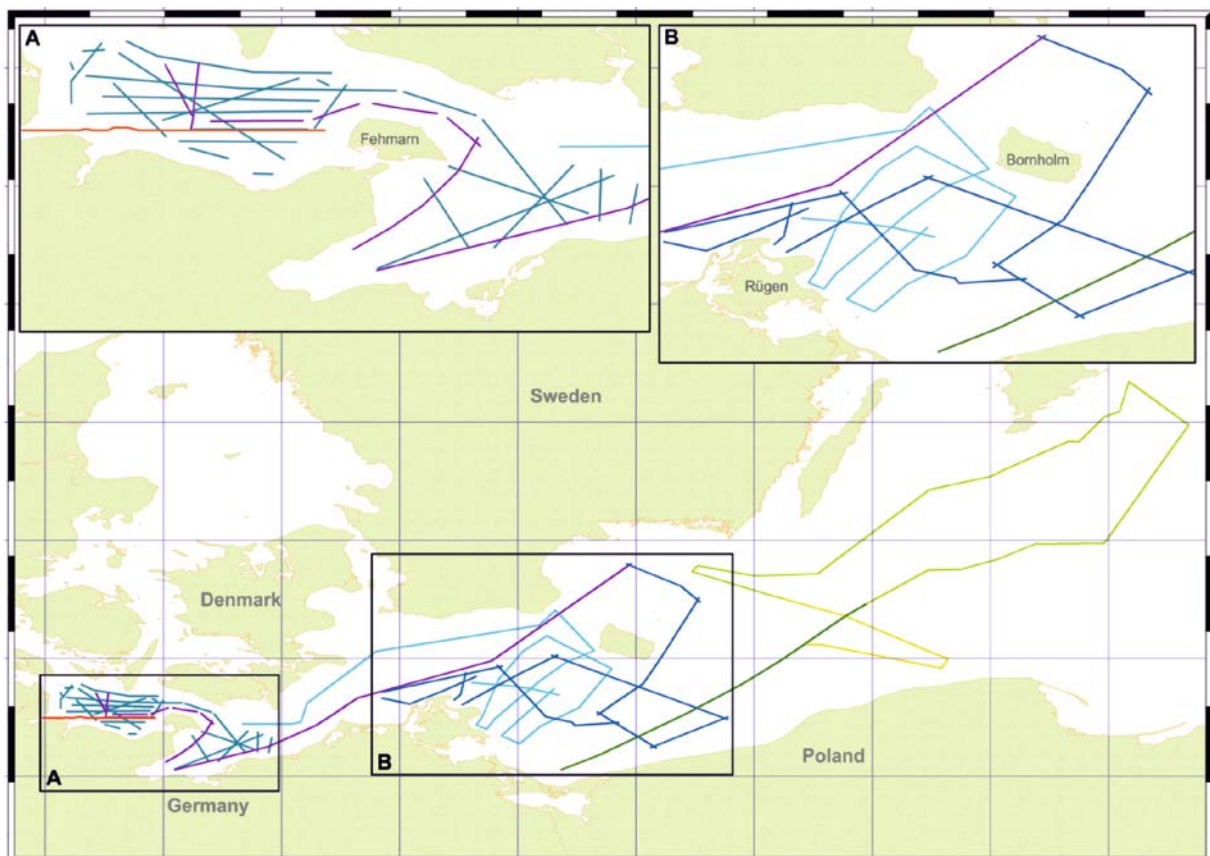 A
B
Fehmarn
Bornholm
Rügen
Sweden
Denmark
A
B
Poland
Germany